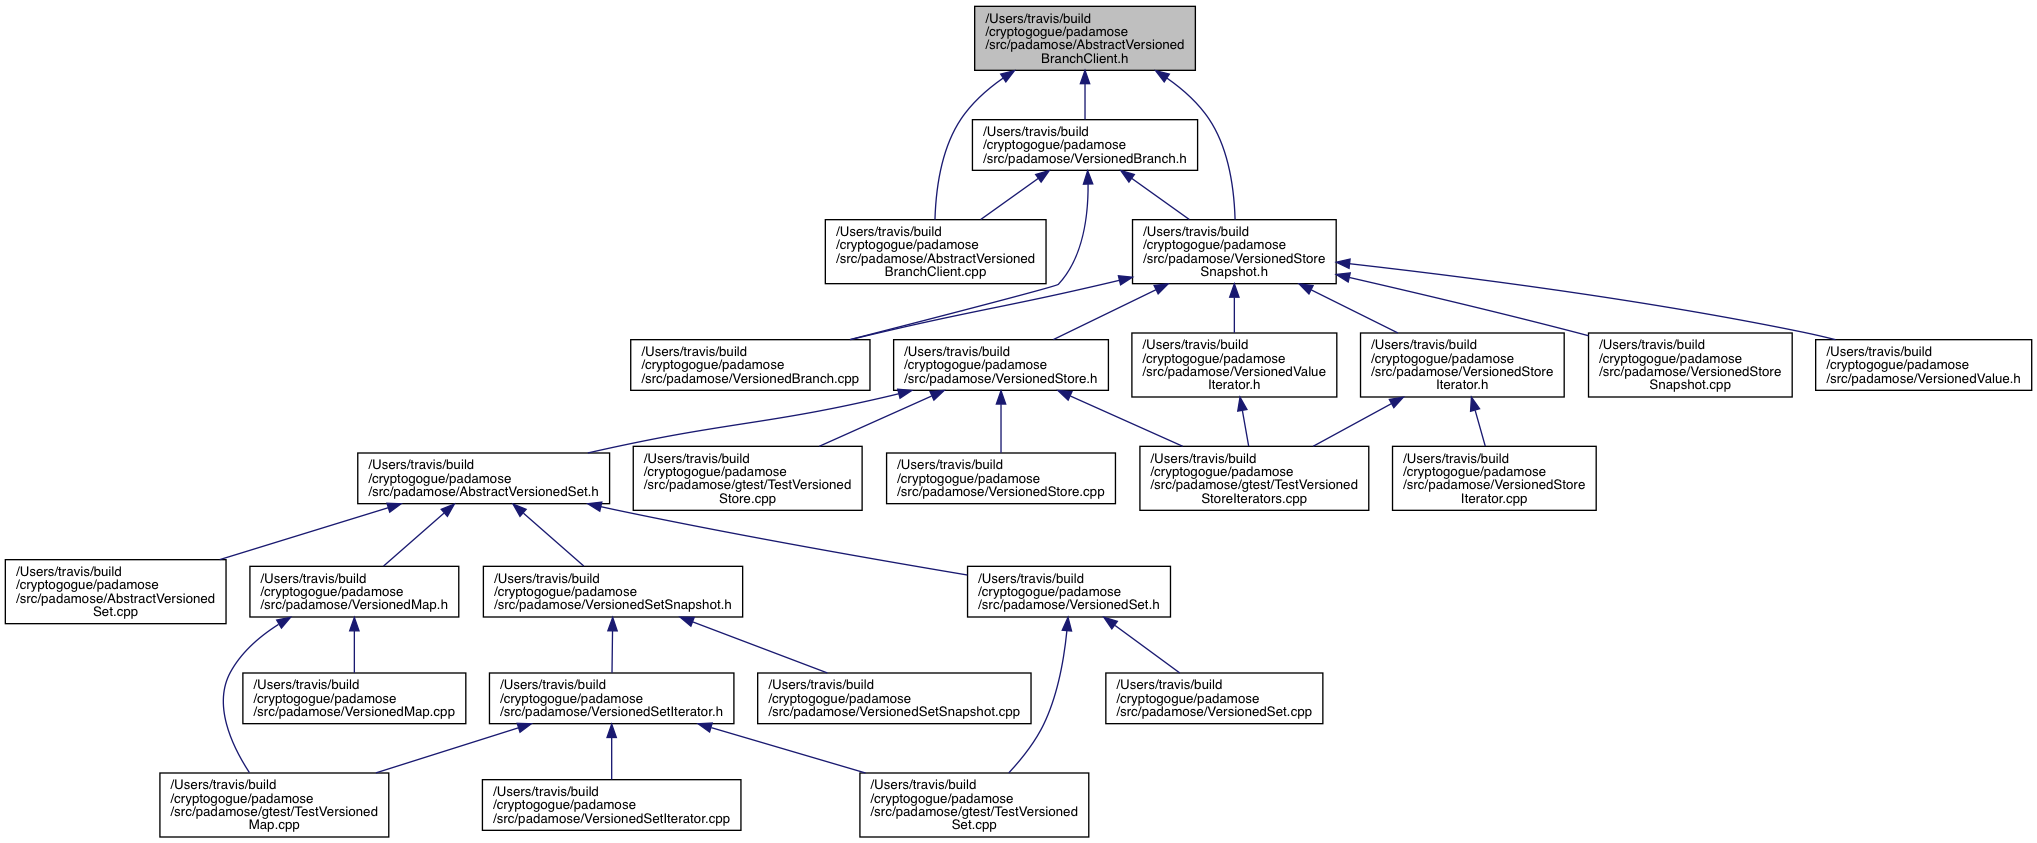 /Users/travis/build
/cryptogogue/padamose
/src/padamose/AbstractVersioned
BranchClient.h
/Users/travis/build
/cryptogogue/padamose
/src/padamose/VersionedBranch.h
/Users/travis/build
/cryptogogue/padamose
/src/padamose/AbstractVersioned
BranchClient.cpp
/Users/travis/build
/cryptogogue/padamose
/src/padamose/VersionedStore
Snapshot.h
/Users/travis/build
/cryptogogue/padamose
/src/padamose/VersionedBranch.cpp
/Users/travis/build
/cryptogogue/padamose
/src/padamose/VersionedStore.h
/Users/travis/build
/cryptogogue/padamose
/src/padamose/VersionedValue
Iterator.h
/Users/travis/build
/cryptogogue/padamose
/src/padamose/VersionedStore
Iterator.h
/Users/travis/build
/cryptogogue/padamose
/src/padamose/VersionedStore
Snapshot.cpp
/Users/travis/build
/cryptogogue/padamose
/src/padamose/VersionedValue.h
/Users/travis/build
/cryptogogue/padamose
/src/padamose/AbstractVersionedSet.h
/Users/travis/build
/cryptogogue/padamose
/src/padamose/gtest/TestVersioned
Store.cpp
/Users/travis/build
/cryptogogue/padamose
/src/padamose/VersionedStore.cpp
/Users/travis/build
/cryptogogue/padamose
/src/padamose/gtest/TestVersioned
StoreIterators.cpp
/Users/travis/build
/cryptogogue/padamose
/src/padamose/VersionedStore
Iterator.cpp
/Users/travis/build
/cryptogogue/padamose
/src/padamose/AbstractVersioned
Set.cpp
/Users/travis/build
/cryptogogue/padamose
/src/padamose/VersionedMap.h
/Users/travis/build
/cryptogogue/padamose
/src/padamose/VersionedSetSnapshot.h
/Users/travis/build
/cryptogogue/padamose
/src/padamose/VersionedSet.h
/Users/travis/build
/cryptogogue/padamose
/src/padamose/VersionedMap.cpp
/Users/travis/build
/cryptogogue/padamose
/src/padamose/VersionedSetIterator.h
/Users/travis/build
/cryptogogue/padamose
/src/padamose/VersionedSetSnapshot.cpp
/Users/travis/build
/cryptogogue/padamose
/src/padamose/VersionedSet.cpp
/Users/travis/build
/cryptogogue/padamose
/src/padamose/gtest/TestVersioned
Map.cpp
/Users/travis/build
/cryptogogue/padamose
/src/padamose/VersionedSetIterator.cpp
/Users/travis/build
/cryptogogue/padamose
/src/padamose/gtest/TestVersioned
Set.cpp